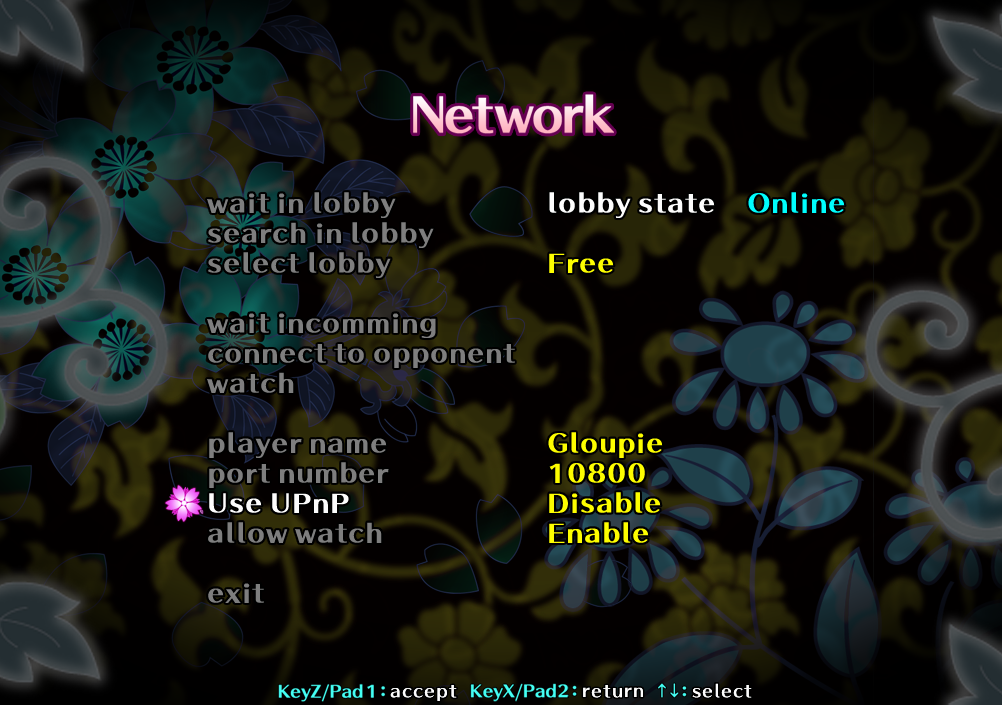 Network
wait in lobby lobby state Online
search in lobby
select lobby Free
wait incomming
connect to opponent
watch
player name Gloupie
port number 10800
Use UPnP Disable
allow watch Enable
exit
KeyZ/Pad1:accept KeyX/Pad2:return ↑↓:select